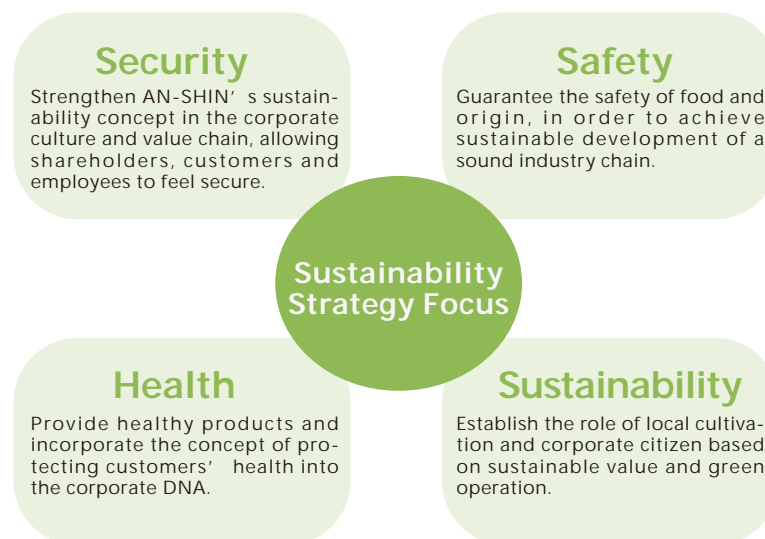 Security
Strengthen AN-SHIN’ s sustain-
ability concept in the corporate
culture and value chain, allowing
shareholders, customers and
employees to feel secure.
Safety
Guarantee the safety of food and
origin, in order to achieve
sustainable development of a
sound industry chain.
Sustainability
Strategy Focus
Health
Provide healthy products and
incorporate the concept of pro-
tecting customers’ health into
the corporate DNA.
Sustainability
Establish the role of local cultiva-
tion and corporate citizen based
on sustainable value and green
operation.